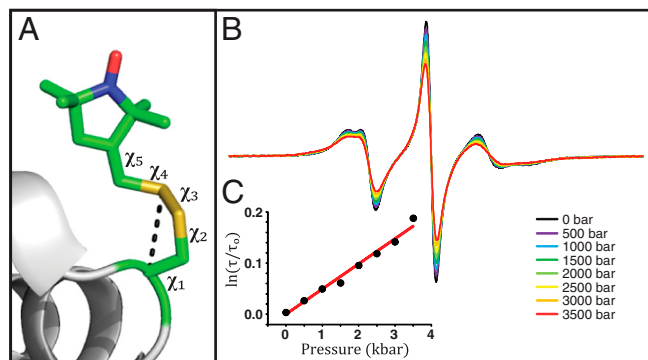 A
B
χ5
χ4
χ3
χ2
χ1
C
0.2
0.1
0.0
ln(τ/τo)
0 1 2 3 4
Pressure (kbar)
0 bar
500 bar
1000 bar
1500 bar
2000 bar
2500 bar
3000 bar
3500 bar